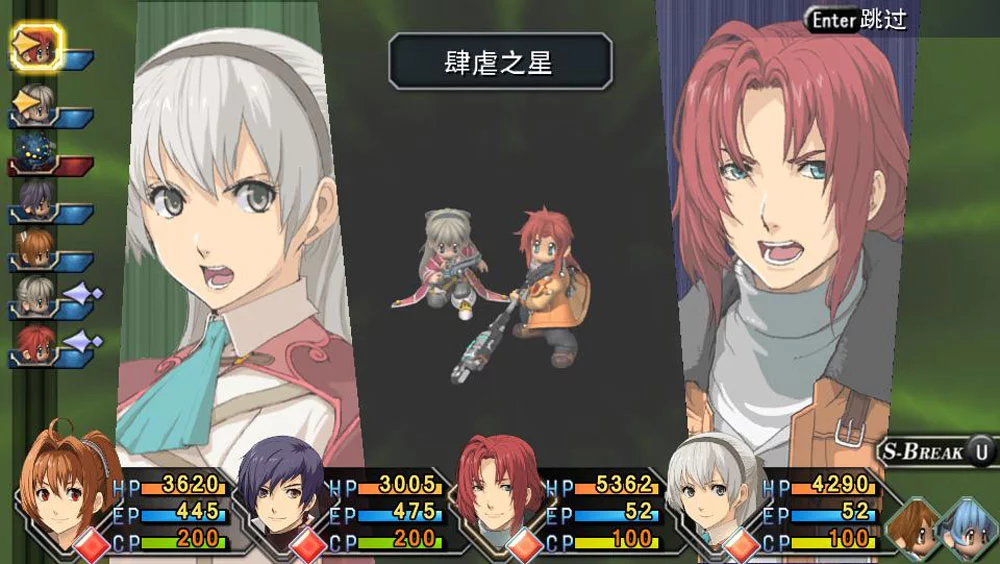 Enter跳过
肆虐之星
S-BREAK U
HP 3620 HP 3005 HP 5362 HP 4290
EP 445 EP 475 EP 52 EP 52
CP 200 CP 200 CP 100 CP 100